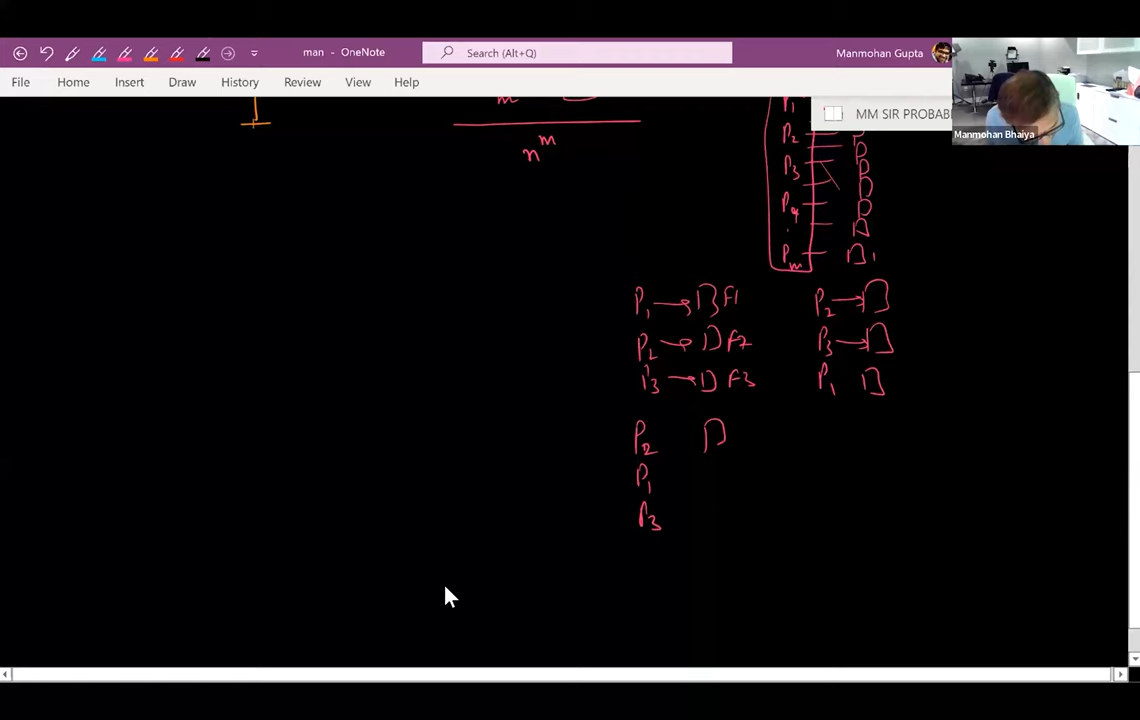 man - OneNote
Search (Alt+Q)
Manmohan Gupta
File Home Insert Draw History Review View Help
MM SIR PROBAB
Manmohan Bhaiya
m
n^m
P₁
P₂
P₃
P₄
Pₘ
P₁ → D F1
P₂ → D F2
P₃ → D F3
P₂ → D
P₃ → D
P₁ D
P₂ D
P₁
P₃